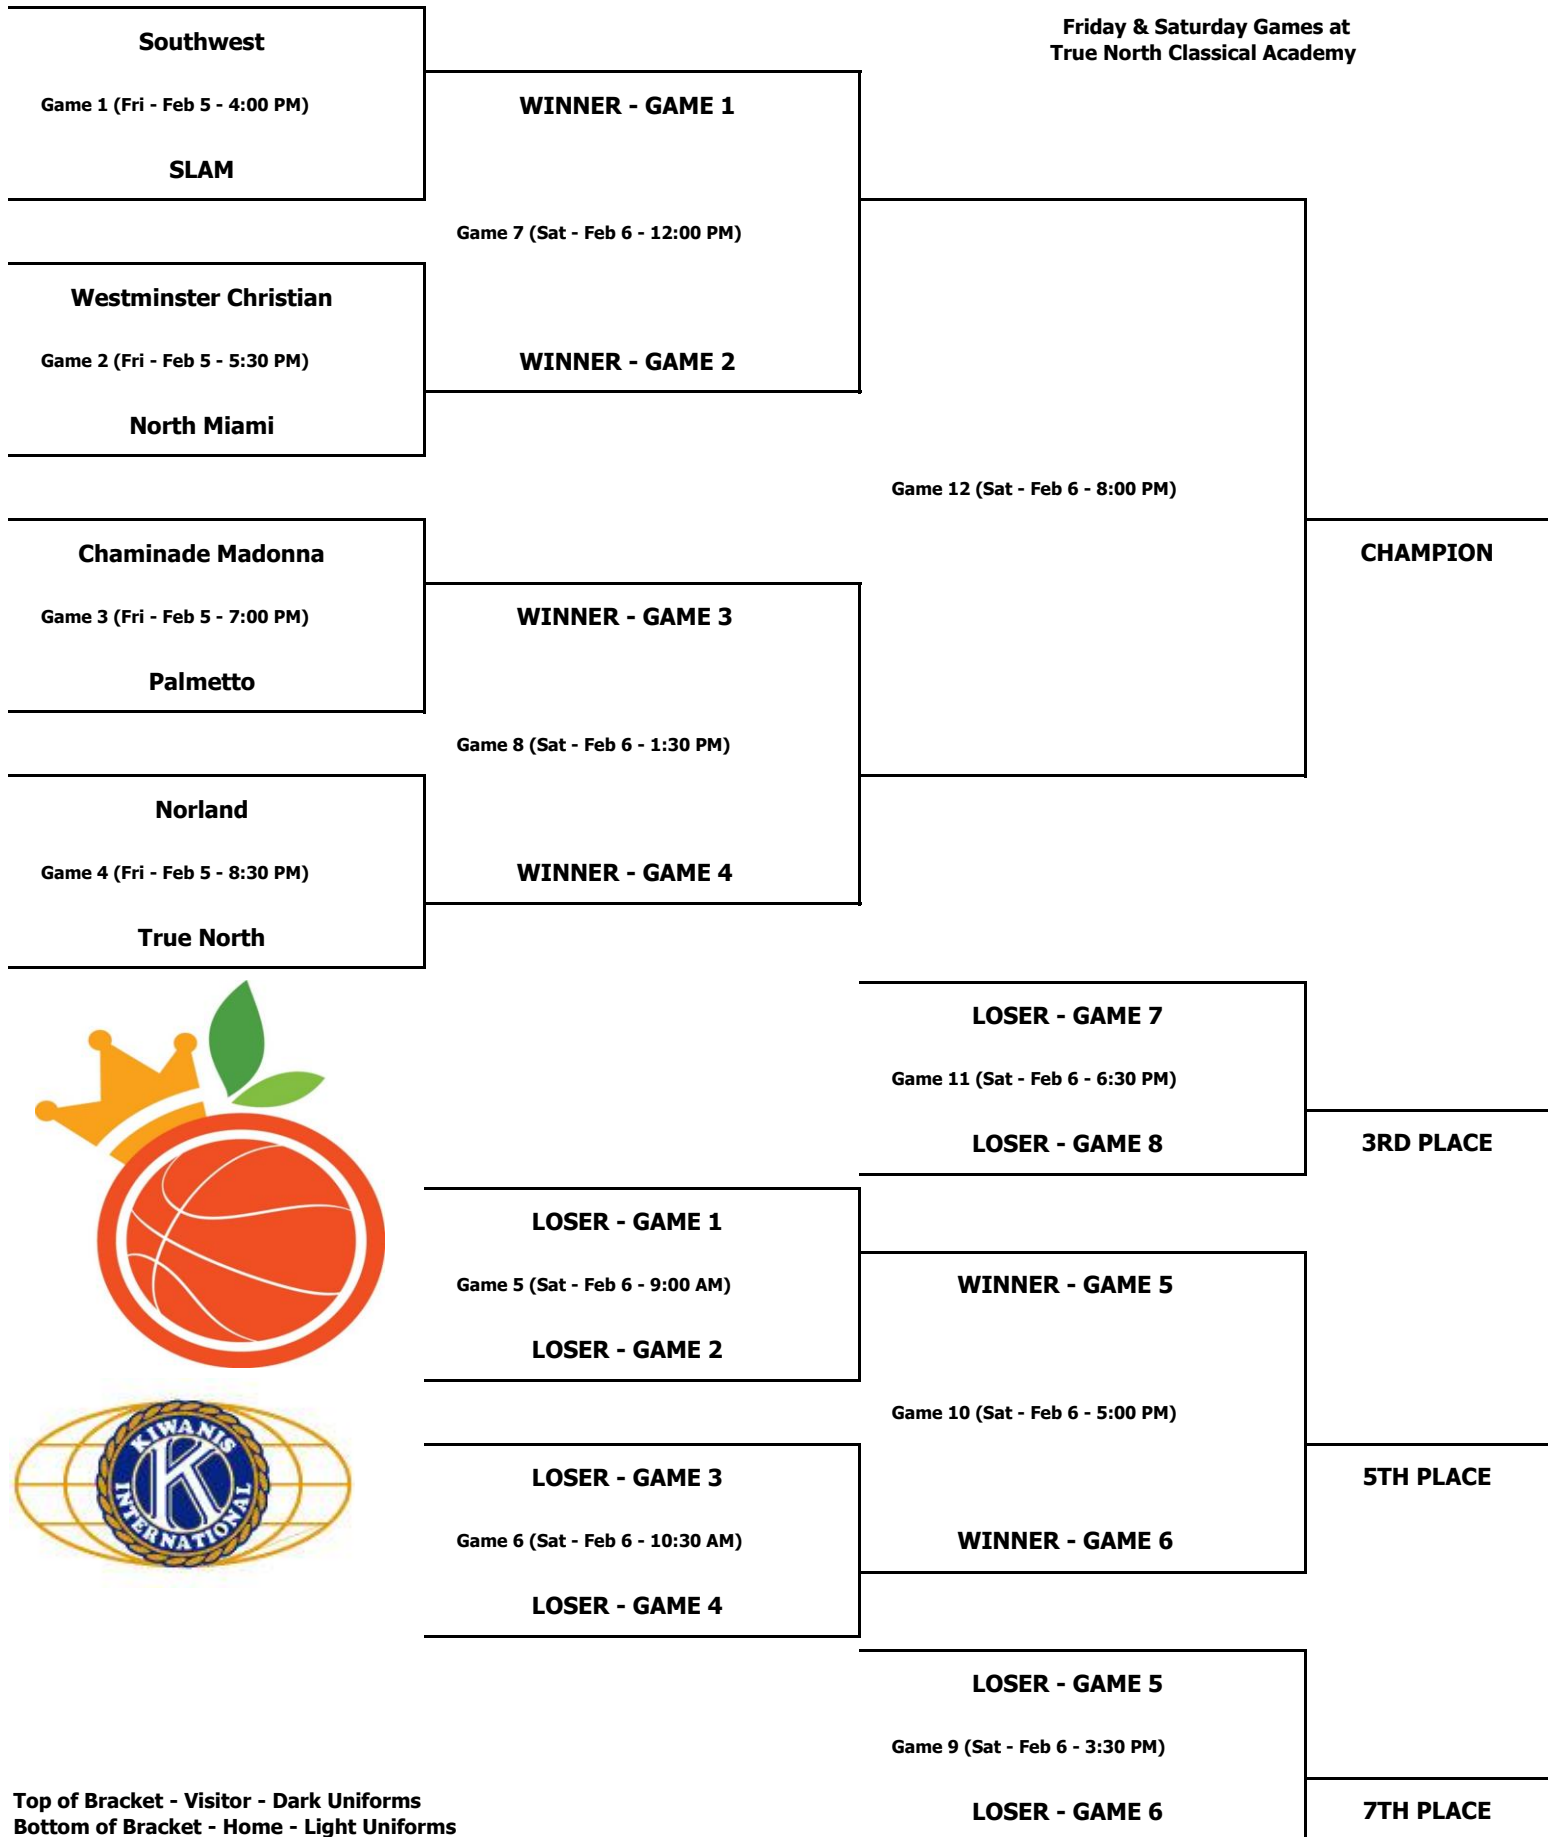 Friday & Saturday Games at
True North Classical Academy
Southwest
Game 1 (Fri - Feb 5 - 4:00 PM)
SLAM
WINNER - GAME 1
Game 7 (Sat - Feb 6 - 12:00 PM)
Westminster Christian
Game 2 (Fri - Feb 5 - 5:30 PM)
North Miami
WINNER - GAME 2
Game 12 (Sat - Feb 6 - 8:00 PM)
CHAMPION
Chaminade Madonna
Game 3 (Fri - Feb 5 - 7:00 PM)
Palmetto
WINNER - GAME 3
Game 8 (Sat - Feb 6 - 1:30 PM)
Norland
Game 4 (Fri - Feb 5 - 8:30 PM)
True North
WINNER - GAME 4
LOSER - GAME 7
Game 11 (Sat - Feb 6 - 6:30 PM)
LOSER - GAME 8
3RD PLACE
LOSER - GAME 1
Game 5 (Sat - Feb 6 - 9:00 AM)
LOSER - GAME 2
WINNER - GAME 5
Game 10 (Sat - Feb 6 - 5:00 PM)
5TH PLACE
KIWANIS
K
INTERNATIONAL
LOSER - GAME 3
Game 6 (Sat - Feb 6 - 10:30 AM)
LOSER - GAME 4
WINNER - GAME 6
LOSER - GAME 5
Game 9 (Sat - Feb 6 - 3:30 PM)
LOSER - GAME 6
7TH PLACE
Top of Bracket - Visitor - Dark Uniforms
Bottom of Bracket - Home - Light Uniforms